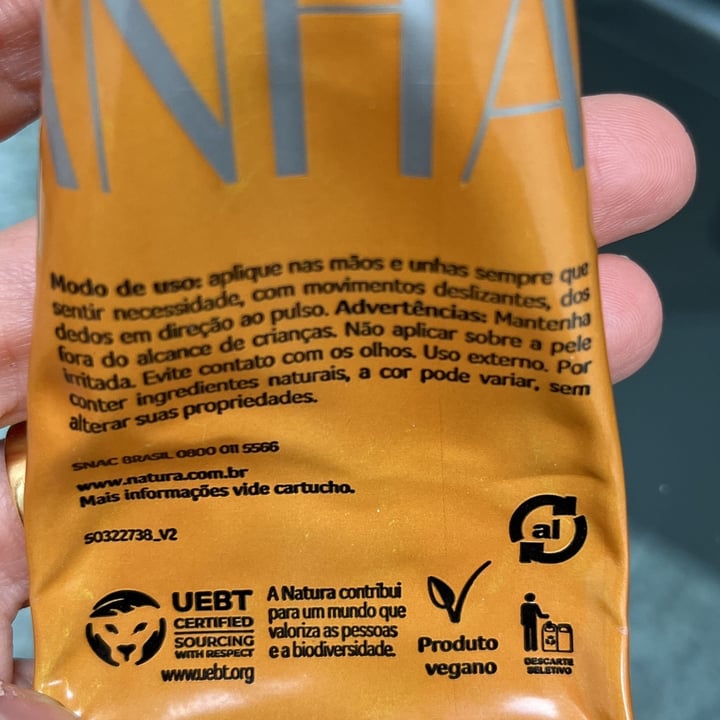 ANHA
Modo de uso: aplique nas mãos e unhas sempre que
sentir necessidade, com movimentos deslizantes, dos
dedos em direção ao pulso. Advertências: Mantenha
fora do alcance de crianças. Não aplicar sobre a pele
irritada. Evite contato com os olhos. Uso externo. Por
conter ingredientes naturais, a cor pode variar, sem
alterar suas propriedades.
SNAC BRASIL 0800 011 5566
www.natura.com.br
Mais informações vide cartucho.
50322738_V2
al
UEBT
CERTIFIED
SOURCING
WITH RESPECT
www.uebt.org
A Natura contribui
para um mundo que
valoriza as pessoas
e a biodiversidade.
Produto
vegano
DESCARTE
SELETIVO